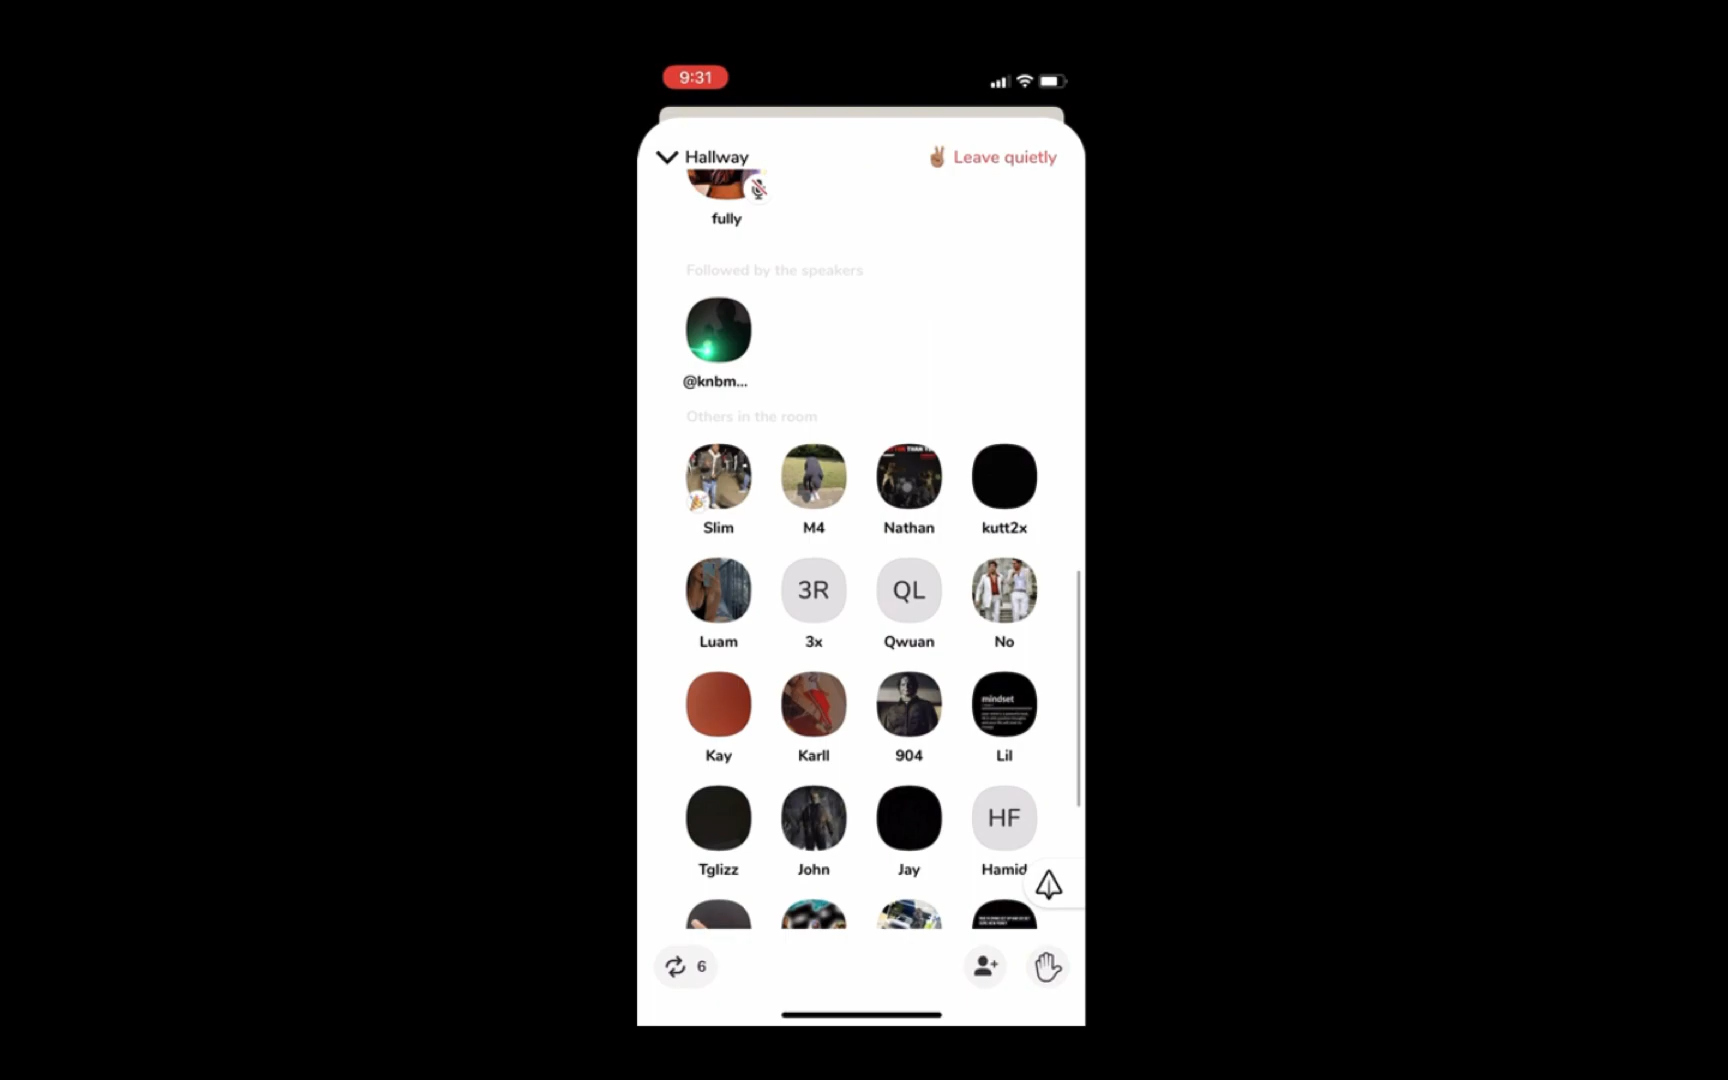 9:31
Hallway
Leave quietly
fully
Followed by the speakers
@knbm...
Others in the room
Slim M4 Nathan kutt2x
3R QL
Luam 3x Qwuan No
mindset
Kay Karll 904 Lil
HF
Tglizz John Jay Hamid
6